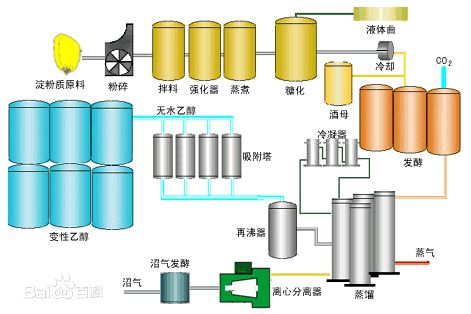 液体曲
冷却
CO₂
淀粉质原料
粉碎
拌料
强化器
蒸煮
糖化
酒母
发酵
无水乙醇
冷凝器
吸附塔
变性乙醇
再沸器
蒸气
蒸馏
沼气发酵
沼气
离心分离器
Bai百科